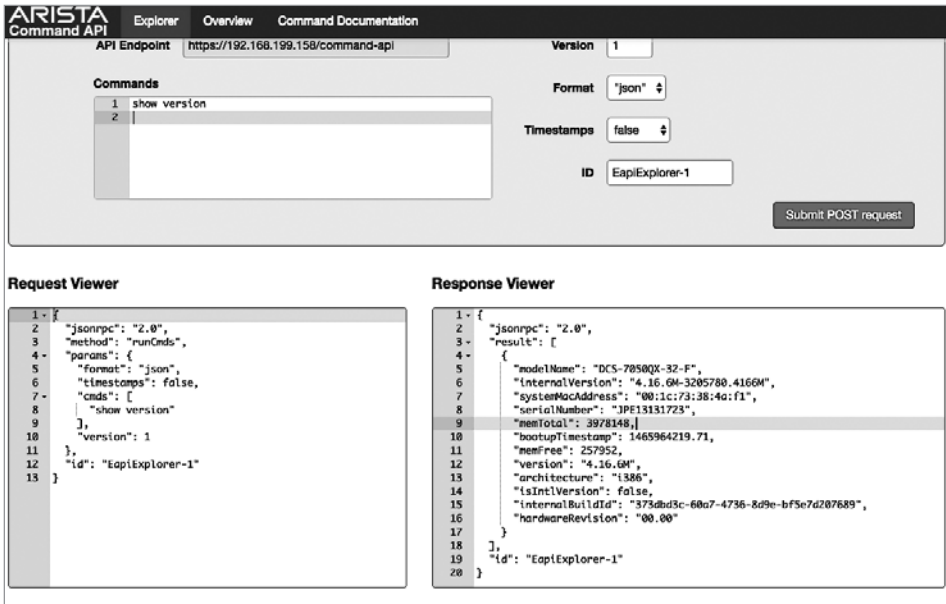 ARISTA
Command API
Explorer
Overview
Command Documentation
API Endpoint
https://192.168.199.158/command-api
Version
1
Commands
1 show version
2
Format
"json"
Timestamps
false
ID
EapiExplorer-1
Submit POST request
Request Viewer
1 {
2 "jsonrpc": "2.0",
3 "method": "runCmds",
4 "params": {
5 "format": "json",
6 "timestamps": false,
7 "cmds": [
8 "show version"
9 ],
10 "version": 1
11 },
12 "id": "EapiExplorer-1"
13 }
Response Viewer
1 {
2 "jsonrpc": "2.0",
3 "result": [
4 {
5 "modelName": "DCS-7050QX-32-F",
6 "internalVersion": "4.16.6M-3205780.4166M",
7 "systemMacAddress": "00:1c:73:38:4a:f1",
8 "serialNumber": "JPE13131723",
9 "memTotal": 3978148,
10 "bootupTimestamp": 1465964219.71,
11 "memFree": 257952,
12 "version": "4.16.6M",
13 "architecture": "i386",
14 "isIntlVersion": false,
15 "internalBuildId": "373dbd3c-60a7-4736-8d9e-bf5e7d207689",
16 "hardwareRevision": "00.00"
17 }
18 ],
19 "id": "EapiExplorer-1"
20 }